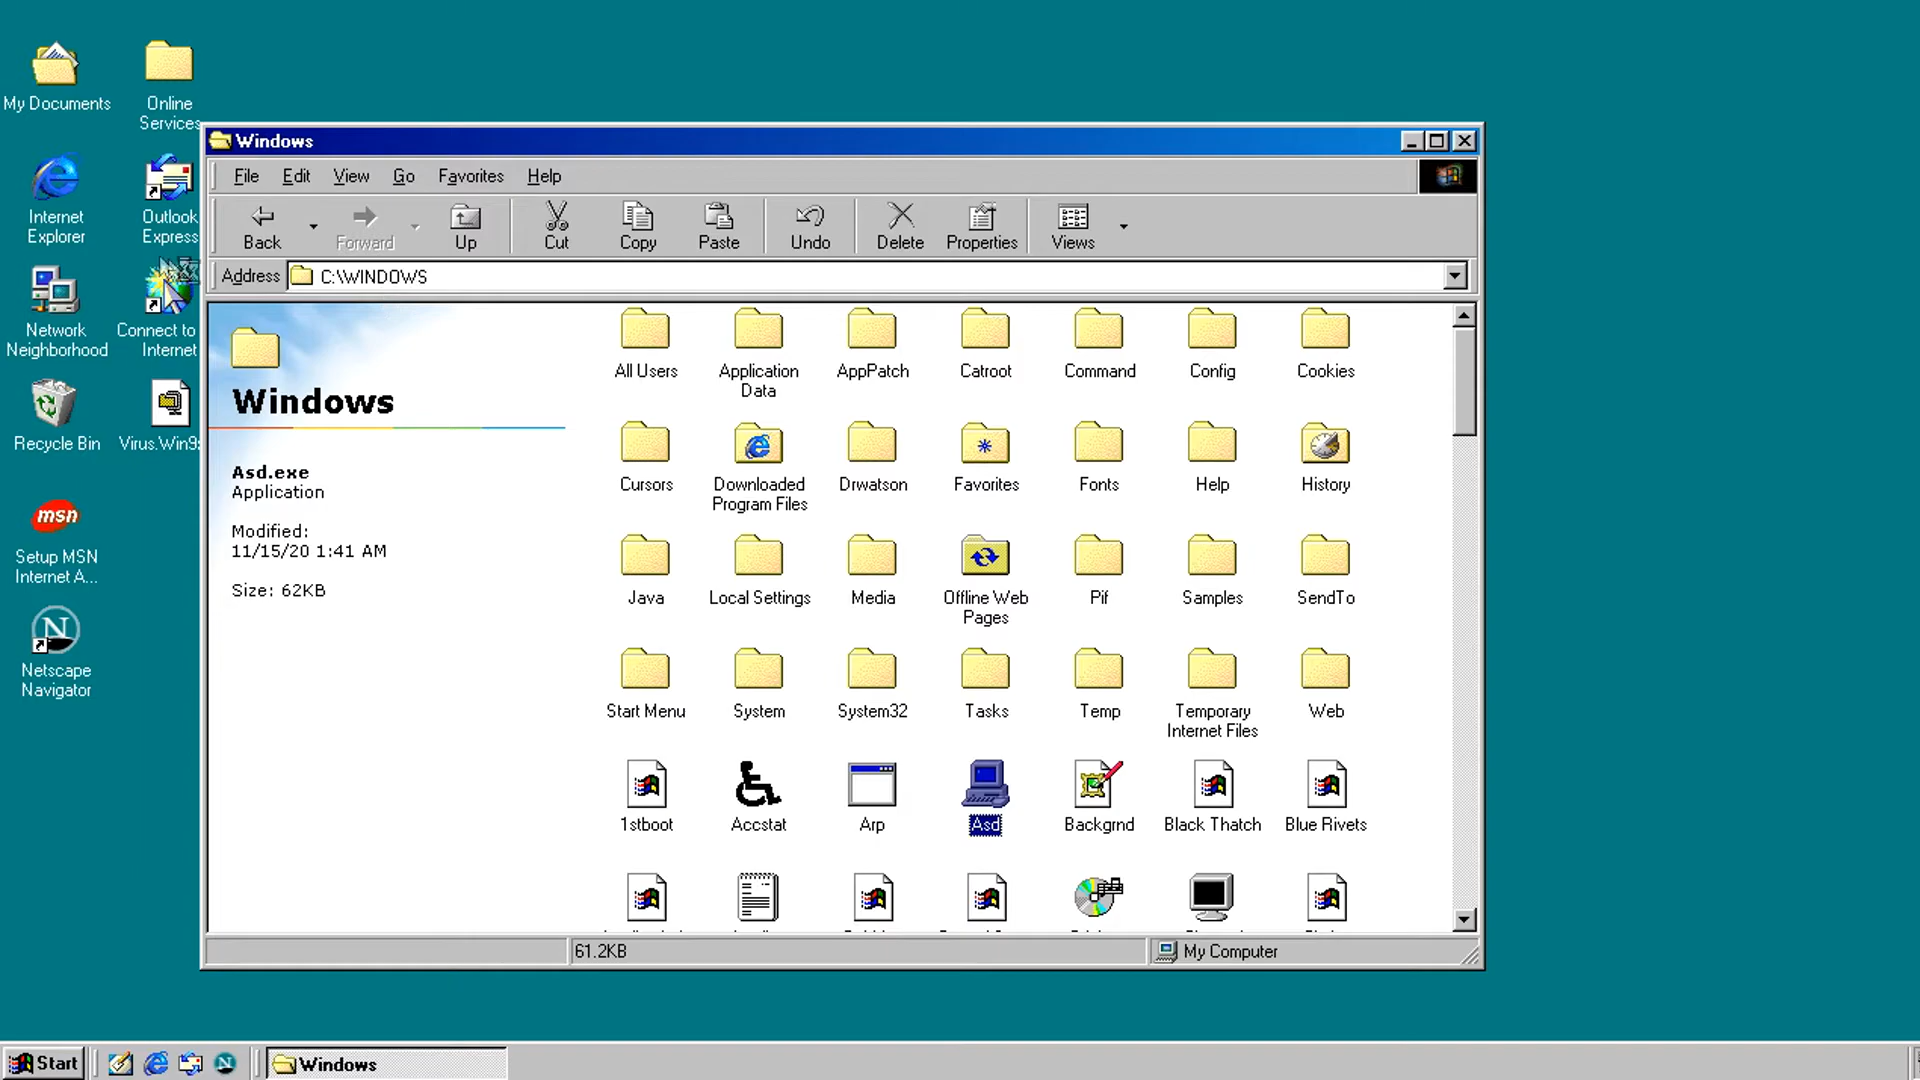 My Documents
Online
Services
Internet
Explorer
Outlook
Express
Network
Neighborhood
Connect to
Internet
Recycle Bin
Virus.Win9
msn
Setup MSN
Internet A...
N
Netscape
Navigator
Windows
File Edit View Go Favorites Help
Back Forward Up Cut Copy Paste Undo Delete Properties Views
Address C:\WINDOWS
Windows
Asd.exe
Application
Modified:
11/15/20 1:41 AM
Size: 62KB
All Users Application Data AppPatch Catroot Command Config Cookies
Cursors Downloaded Program Files Drwatson Favorites Fonts Help History
Java Local Settings Media Offline Web Pages Pif Samples SendTo
Start Menu System System32 Tasks Temp Temporary Internet Files Web
1stboot Accstat Arp Asd Backgrnd Black Thatch Blue Rivets
61.2KB My Computer
Start N Windows